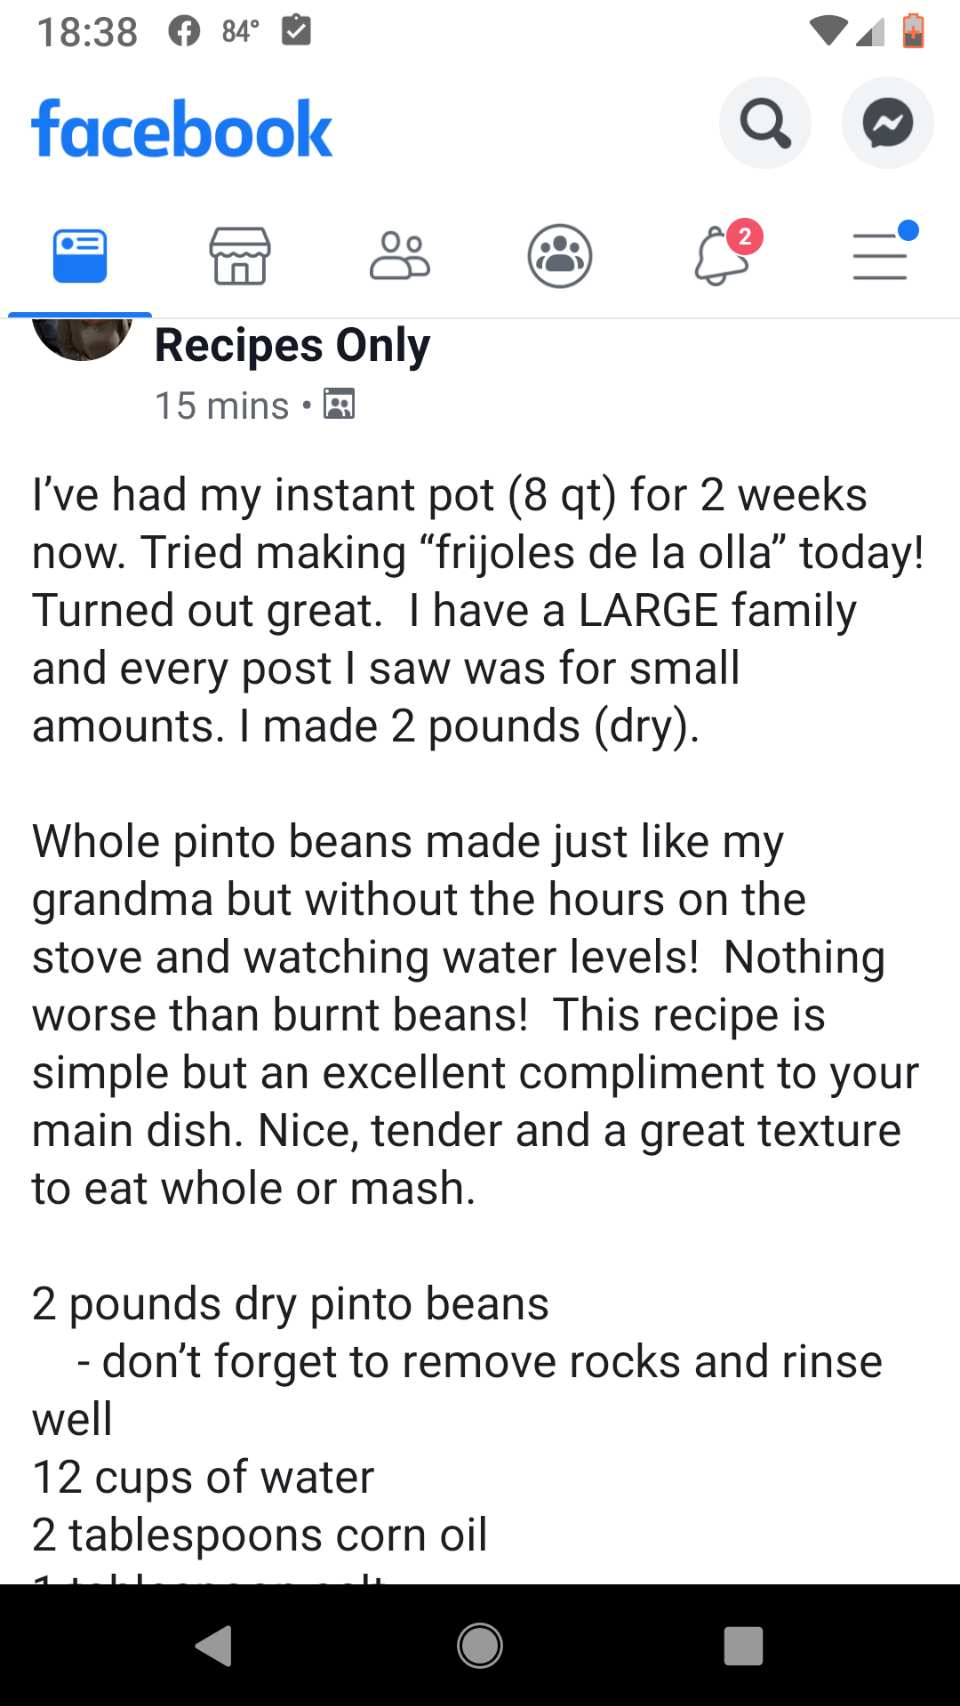 18:38 84°
facebook
2
Recipes Only
15 mins •
I’ve had my instant pot (8 qt) for 2 weeks
now. Tried making “frijoles de la olla” today!
Turned out great.  I have a LARGE family
and every post I saw was for small
amounts. I made 2 pounds (dry).
Whole pinto beans made just like my
grandma but without the hours on the
stove and watching water levels!  Nothing
worse than burnt beans!  This recipe is
simple but an excellent compliment to your
main dish. Nice, tender and a great texture
to eat whole or mash.
2 pounds dry pinto beans
- don’t forget to remove rocks and rinse
well
12 cups of water
2 tablespoons corn oil
1 tablespoon salt